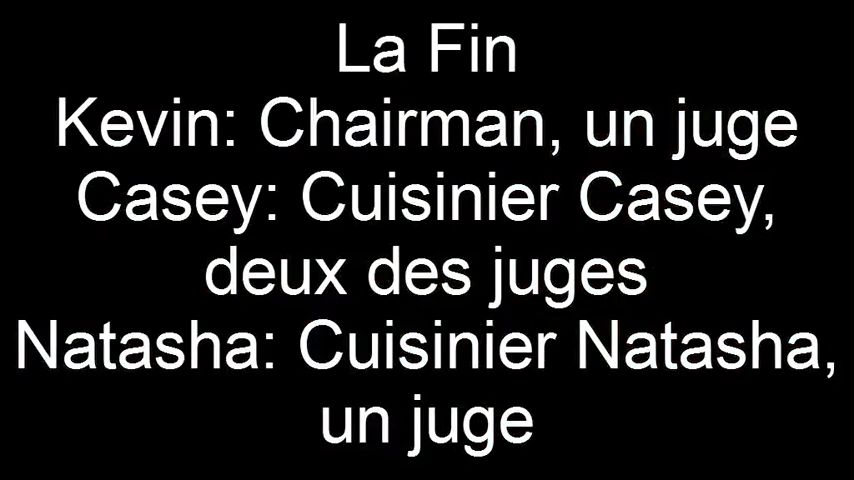 La Fin
Kevin: Chairman, un juge
Casey: Cuisinier Casey,
deux des juges
Natasha: Cuisinier Natasha,
un juge